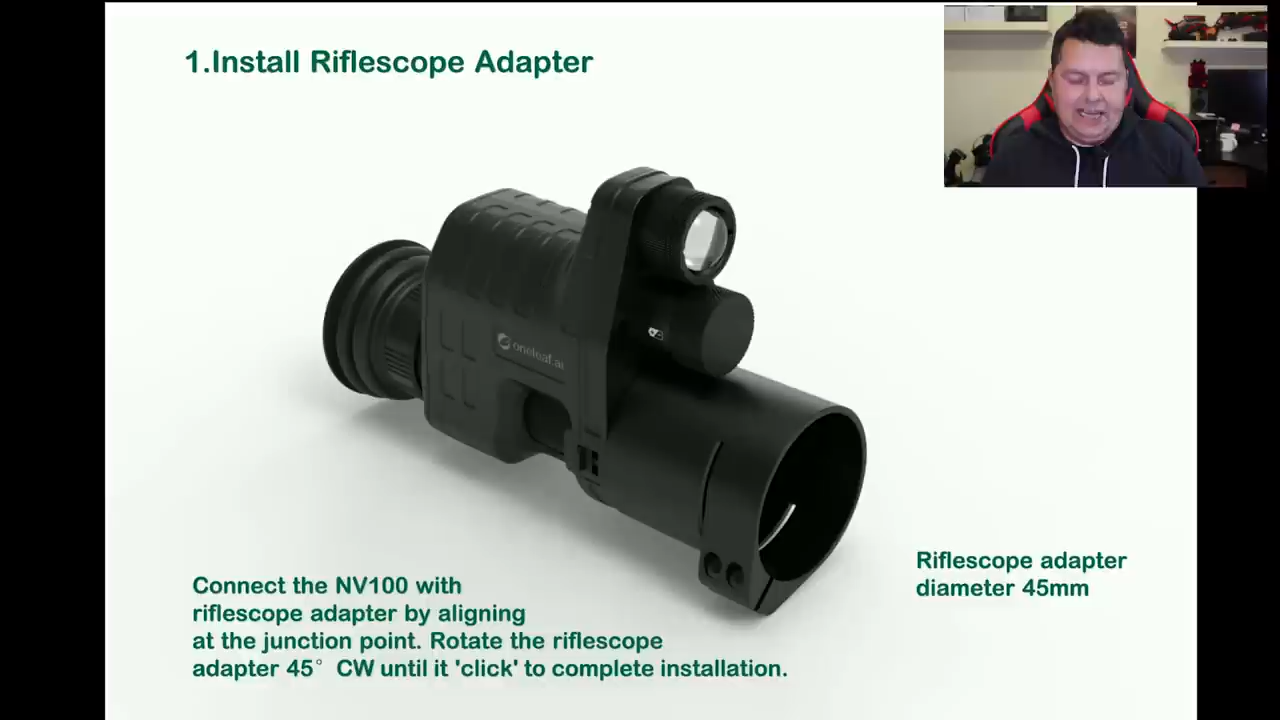 1.Install Riflescope Adapter
oneleaf.ai
Riflescope adapter
diameter 45mm
Connect the NV100 with
riflescope adapter by aligning
at the junction point. Rotate the riflescope
adapter 45° CW until it 'click' to complete installation.